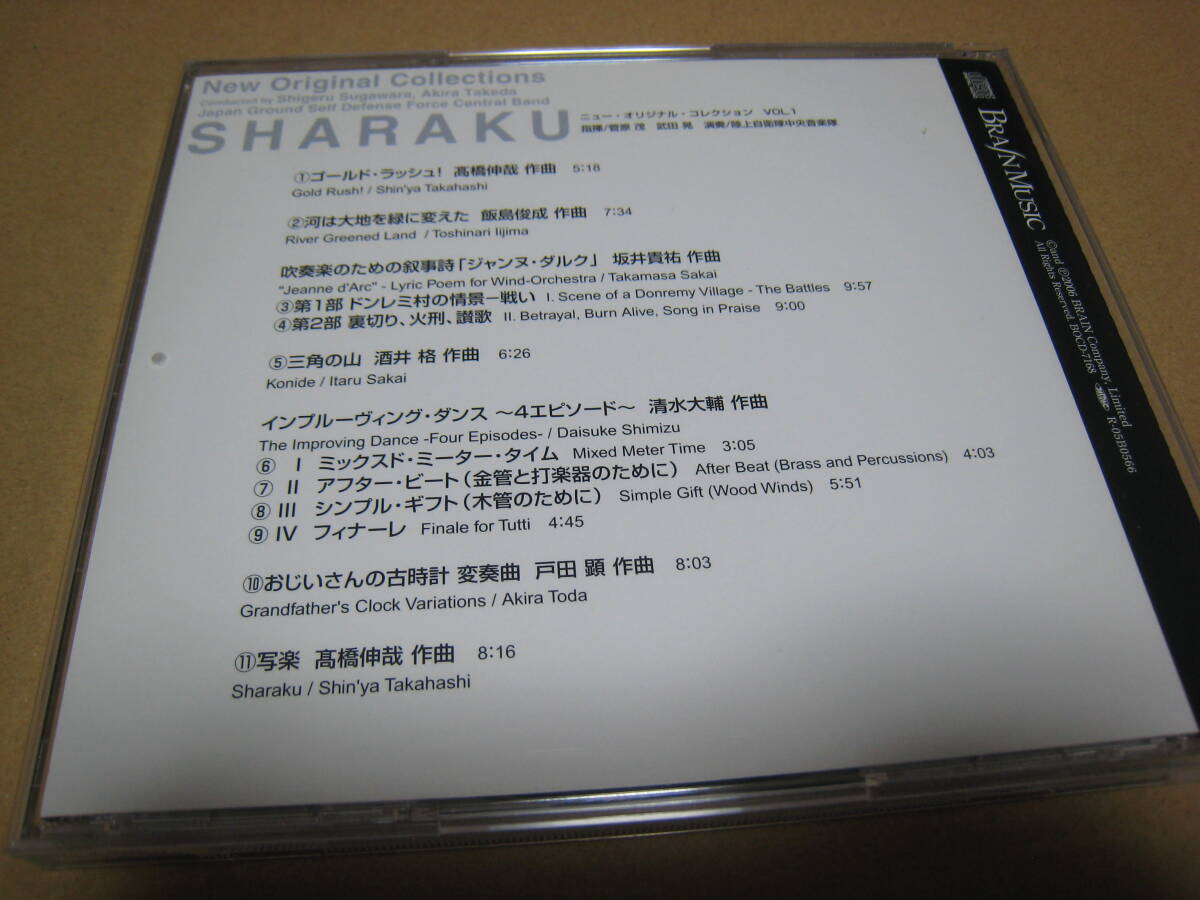 New Original Collections
Conducted by Shigeru Sugawara, Akira Takeda
Japan Ground Self Defense Force Central Band
SHARAKU
ニュー・オリジナル・コレクション VOL.1
指揮/菅原 茂 武田 晃 演奏/陸上自衛隊中央音楽隊
①ゴールド・ラッシュ! 髙橋伸哉 作曲 5:18
Gold Rush! / Shin'ya Takahashi
②河は大地を緑に変えた 飯島俊成 作曲 7:34
River Greened Land / Toshinari Iijima
吹奏楽のための叙事詩「ジャンヌ・ダルク」 坂井貴祐 作曲
"Jeanne d'Arc" - Lyric Poem for Wind-Orchestra / Takamasa Sakai
③第1部 ドンレミ村の情景ー戦い I. Scene of a Donremy Village - The Battles 9:57
④第2部 裏切り、火刑、讃歌 II. Betrayal, Burn Alive, Song in Praise 9:00
⑤三角の山 酒井 格 作曲 6:26
Konide / Itaru Sakai
インプルーヴィング・ダンス ~4エピソード~ 清水大輔 作曲
The Improving Dance -Four Episodes- / Daisuke Shimizu
⑥ I ミックスド・ミーター・タイム Mixed Meter Time 3:05
⑦ II アフター・ビート(金管と打楽器のために) After Beat (Brass and Percussions) 4:03
⑧ III シンプル・ギフト(木管のために) Simple Gift (Wood Winds) 5:51
⑨ IV フィナーレ Finale for Tutti 4:45
⑩おじいさんの古時計 変奏曲 戸田 顕 作曲 8:03
Grandfather's Clock Variations / Akira Toda
⑪写楽 髙橋伸哉 作曲 8:16
Sharaku / Shin'ya Takahashi
BRAIN MUSIC
©and ℗2006 BRAIN Company, Limited
All Rights Reserved. BOCD-7168
R-05B0566